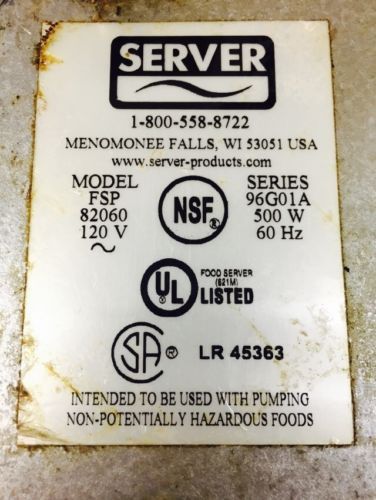 SERVER
1-800-558-8722
MENOMONEE FALLS, WI 53051 USA
www.server-products.com
MODEL
FSP
82060
120 V
~
NSF®
SERIES
96G01A
500 W
60 Hz
UL
FOOD SERVER
(621M)
LISTED
SA ® LR 45363
INTENDED TO BE USED WITH PUMPING
NON-POTENTIALLY HAZARDOUS FOODS